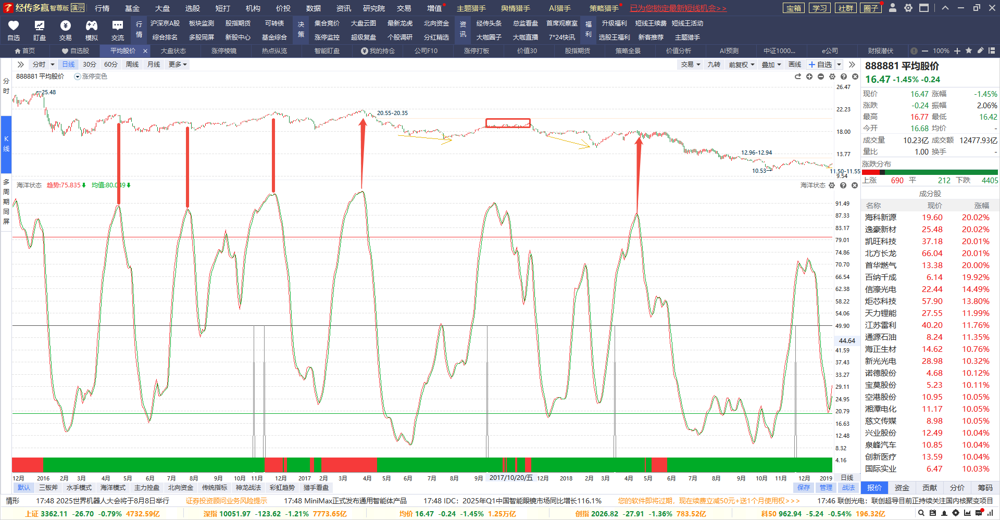 经传多赢 智尊版 演示 行情 基金 大盘 选股 短打 机构 价投 数据 资讯 研究院 交易 增值 主题猎手 舆情猎手 AI猎手 策略猎手 已为您锁定最新短线机会>> 宝箱 学习 社群 圈子
自选 盯盘 交易 模拟 交流
行情 沪深京A股 板块监测 股指期货 可转债 决策 集合竞价 大盘云图 最新龙虎 北向资金 资讯 经传头条 总监看盘 首席观察室 福利 升级福利 短线王续费 短线王活动
综合排名 多股同屏 新股中心 基金综合 涨停监控 超级复盘 个股调研 分红精选 大咖圈子 大咖直播 7*24快讯 选股王福利 新客推荐 主题猎手
首页 自选股 平均股价 大盘状态 涨停棱镜 热点纵览 智能盯盘 我的持仓 公司F10 涨停打板 价值30 股指期货 策略全景 价值分析 AI预测 中证1000... e公司 财报潜伏 100%
分时 日线 30分 60分 周线 月线 更多 交易 九转 前复权 叠加 画线 自选
分时
K线
多周期同屏
888881 平均股价 涨停变色
25.48
20.55-20.35
12.96-12.94
10.53
11.50-11.55
26.47
22.23
18.00
13.77
9.54
海洋状态 趋势:75.835 均值:80.049 海洋状态
91.49
87.33
83.17
79.01
74.86
70.70
66.54
62.38
58.22
54.06
49.90
44.64
41.59
37.43
33.27
29.11
24.95
20.79
16.63
12.48
8.32
4.16
12月 2016 2月 3月 4月 5月 6月 7月 8月 9月 10月 11月 12月 2017 2月 3月 4月 5月 6月 7月 8月 9月 2017/10/20/五 12月 2018 2月 3月 4月 5月 6月 7月 8月 9月 10月 11月 12月 2019 日线
默认 三板斧 水手模式 海洋模式 主力控盘 北向资金 传统指标 神龙战法 彩虹趋势 猎手看盘 保存 管理 战法
888881 平均股价
16.47 -1.45% -0.24
现价 16.47 涨幅 -1.45%
涨跌 -0.24 振幅 2.06%
最高 16.77 最低 16.42
今开 16.68 均价 -
成交量 10.23亿 成交额 12477.93亿
量比 1.00 换手 -
涨跌分布
上涨 690 平 212 下跌 4405
成分股
名称 现价 涨幅
海科新源 19.60 20.02%
逸豪新材 25.48 20.02%
凯旺科技 37.18 20.01%
北方长龙 66.04 20.01%
首华燃气 13.38 20.00%
百纳千成 6.14 19.92%
信濠光电 22.44 14.49%
炬芯科技 57.90 13.80%
天力锂能 27.55 11.99%
江苏雷利 40.20 11.76%
通源石油 8.24 11.35%
海正生材 14.62 10.76%
新光光电 28.98 10.32%
诺德股份 4.68 10.12%
宝莫股份 5.23 10.11%
空港股份 10.95 10.05%
湘潭电化 11.17 10.05%
慈文传媒 8.98 10.05%
兴业股份 12.49 10.04%
泉峰汽车 10.85 10.04%
创新医疗 13.59 10.04%
国际实业 6.47 10.03%
报价 资金 贡献 分价 筹码
情形 17:48 2025世界机器人大会将于8月8日举行 证券投资顾问业务风险提示 17:48 MiniMax正式发布通用智能体产品 17:48 IDC：2025年Q1中国智能眼镜市场同比增长116.1% 您的软件即将过期，现在续费立减50元+送1个月使用权>>> 17:46 联创光电：联创超导目前正持续关注国内核聚变项目
上证 3362.11 -26.70 -0.79% 4732.59亿 深指 10051.97 -123.62 -1.21% 7773.65亿 均价 16.47 -0.24 -1.45% 1.25万亿 创指 2026.82 -27.91 -1.36% 783.52亿 科50 962.94 -5.24 -0.54% 196.32亿